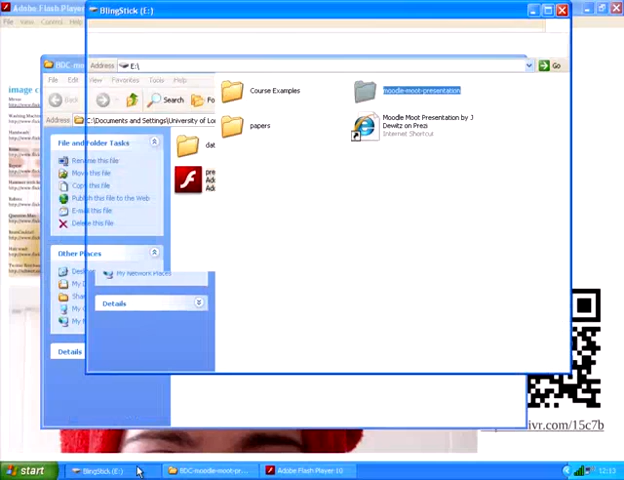 Adobe Flash Player
BlingStick (E:)
File View Control
image c
Address E:\
Go
File Edit View Favorites Tools Help
Back Search
Address C:\Documents and Settings\University of Lo
Course Examples
moodle-moot-presentation
papers
Moodle Moot Presentation by J
Dewitz on Prezi
Internet Shortcut
File and Folder Tasks
Rename this file
Move this file
Copy this file
Publish this file to the Web
E-mail this file
Delete this file
dat
pre
Other Places
My Network Places
Details
Details
ivr.com/15c7b
start
BlingStick (E:)
BDC-moodle-moot-pr...
Adobe Flash Player 10
12:13